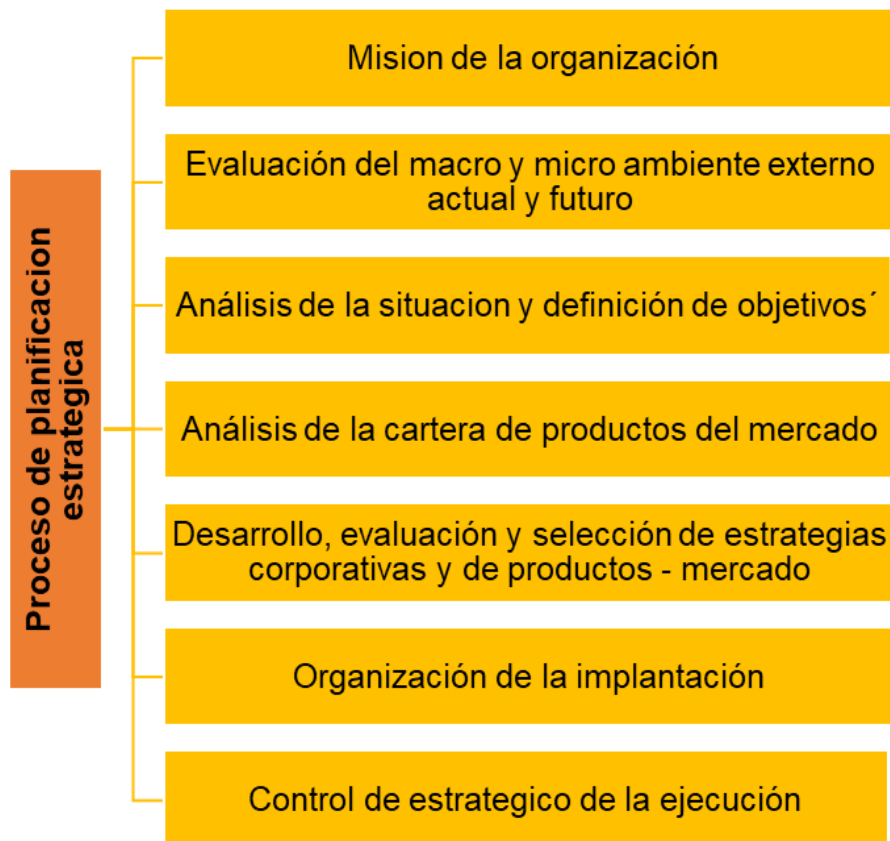 Proceso de planificacion
estrategica
Mision de la organización
Evaluación del macro y micro ambiente externo
actual y futuro
Análisis de la situacion y definición de objetivos´
Análisis de la cartera de productos del mercado
Desarrollo, evaluación y selección de estrategias
corporativas y de productos - mercado
Organización de la implantación
Control de estrategico de la ejecución